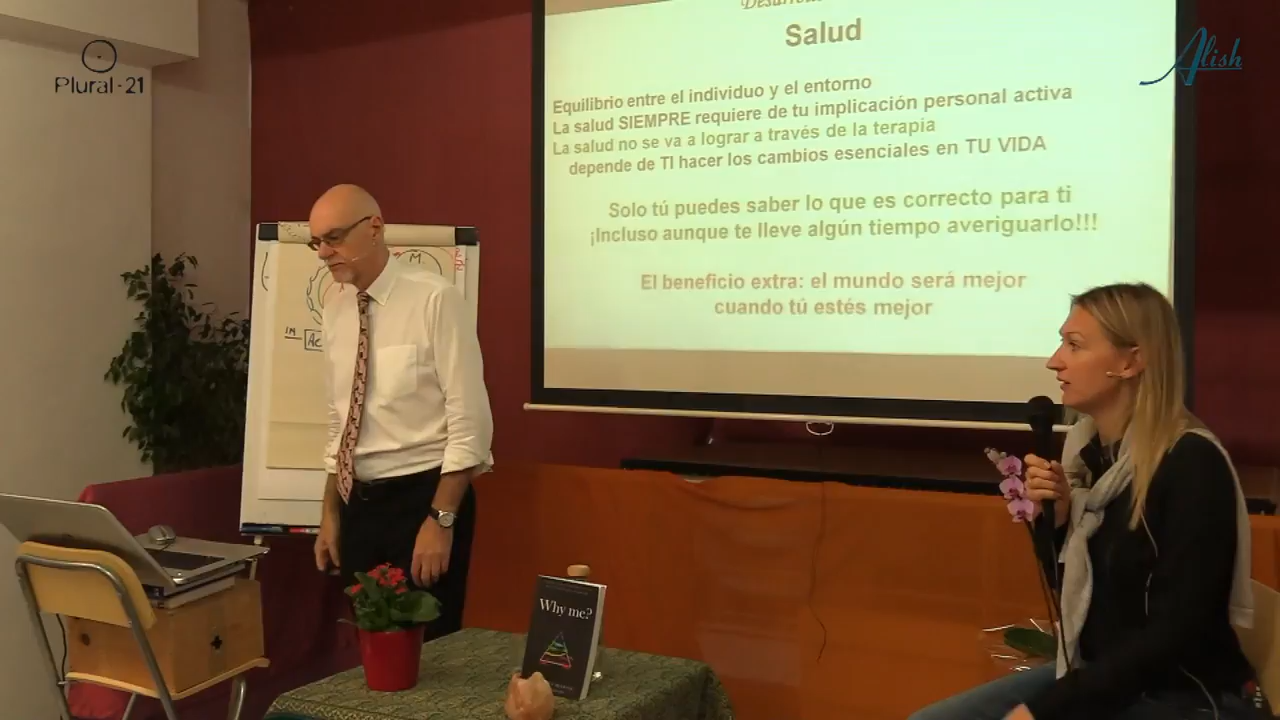 Plural-21
Alish
Salud
Equilibrio entre el individuo y el entorno
La salud SIEMPRE requiere de tu implicación personal activa
La salud no se va a lograr a través de la terapia
depende de TI hacer los cambios esenciales en TU VIDA
Solo tú puedes saber lo que es correcto para ti
¡Incluso aunque te lleve algún tiempo averiguarlo!!!
El beneficio extra: el mundo será mejor
cuando tú estés mejor
M.
IN
Why me?